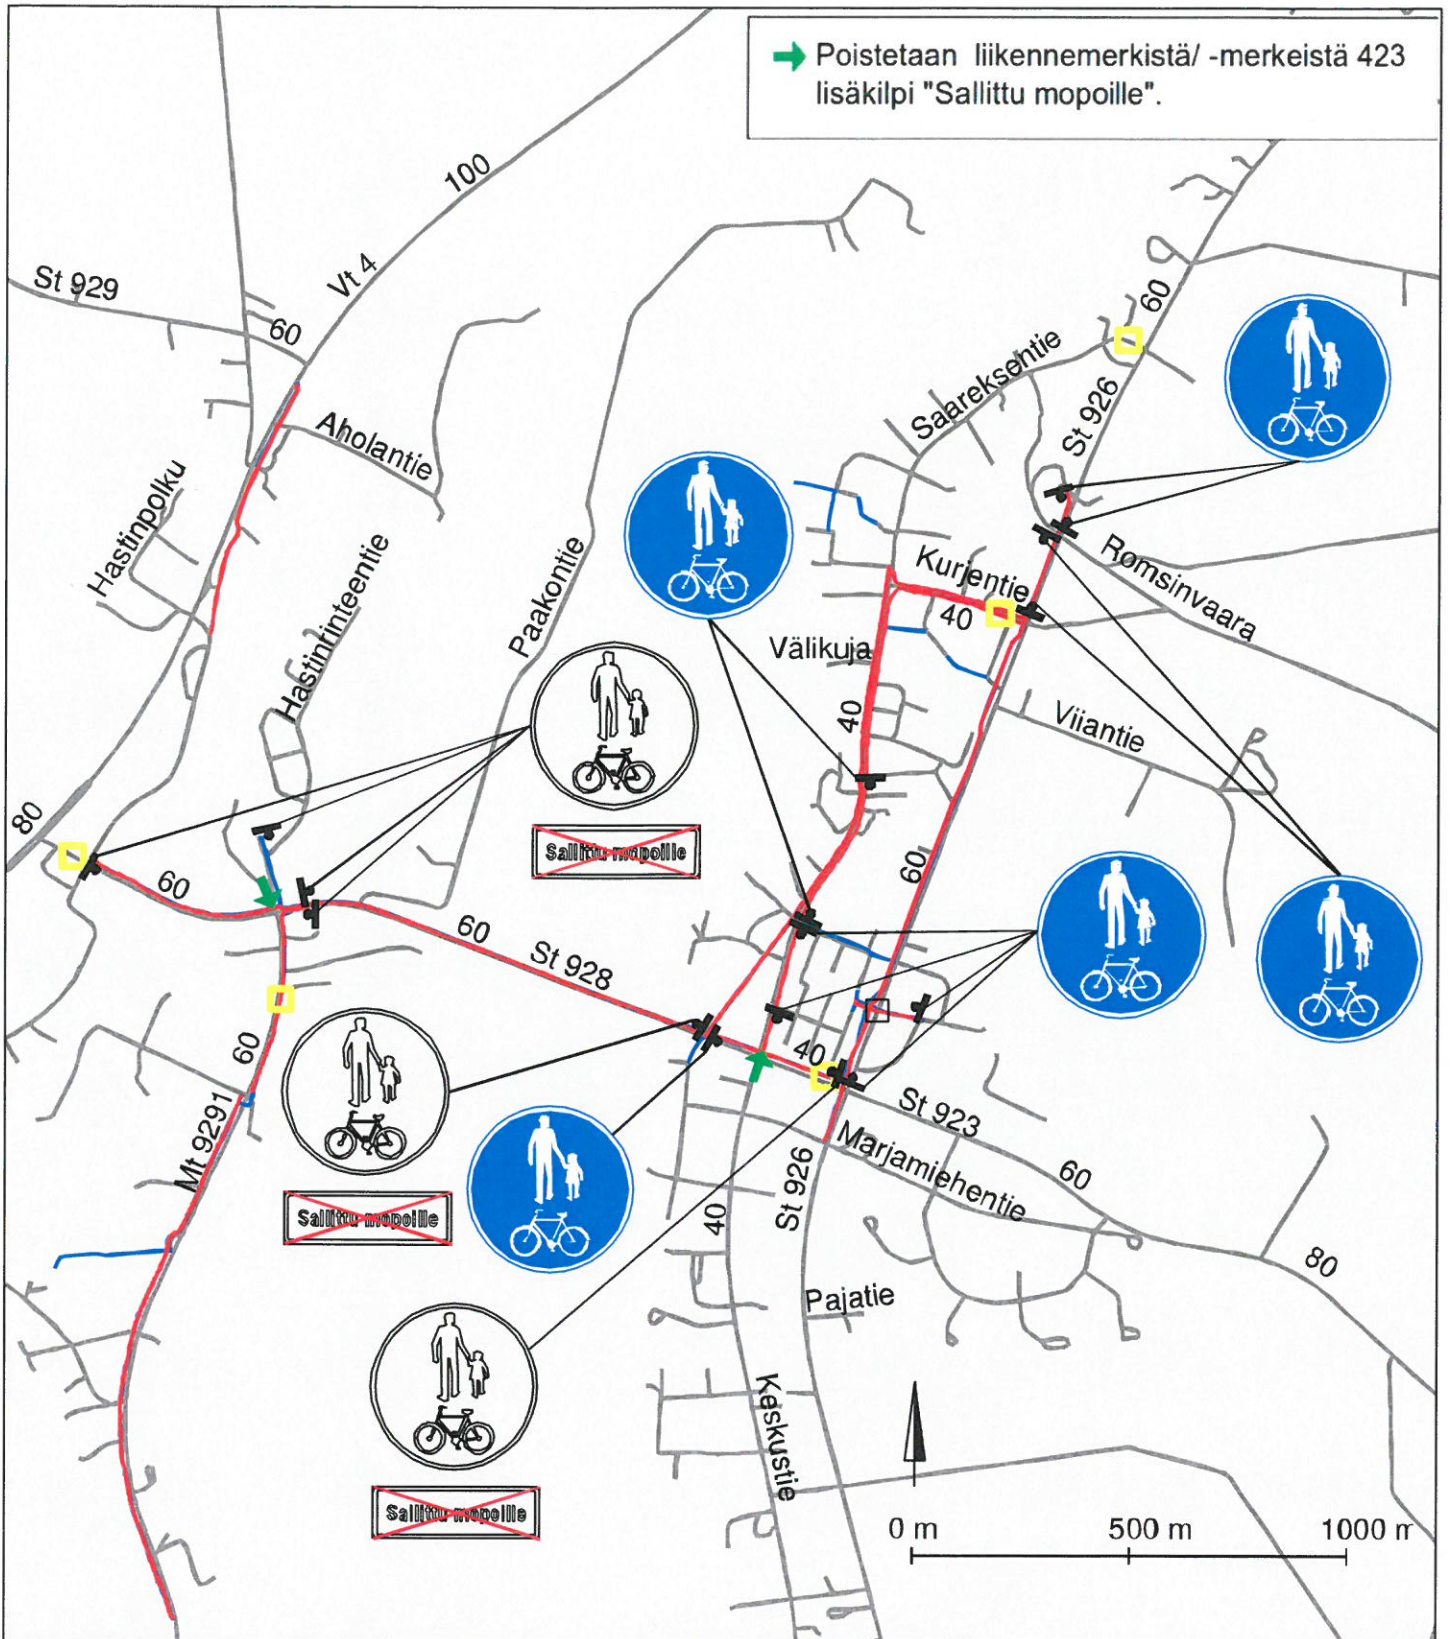 Poistetaan liikennemerkistä/ -merkeistä 423
lisäkilpi "Sallittu mopoille".
100
Vt 4
St 929
60
60
Aholantie
Saareksentie
St 926
Hastinpolku
Hastinrinteentie
Paakontie
Kurjentie
40
Romsinvaara
Välikuja
40
Viiantie
80
Sallittu mopoille
60
60
60
St 928
60
40
St 923
Mt 9291
Marjamiehentie
60
Sallittu mopoille
40
St 926
80
Pajatie
Keskustie
Sallittu mopoille
0 m
500 m
1000 m